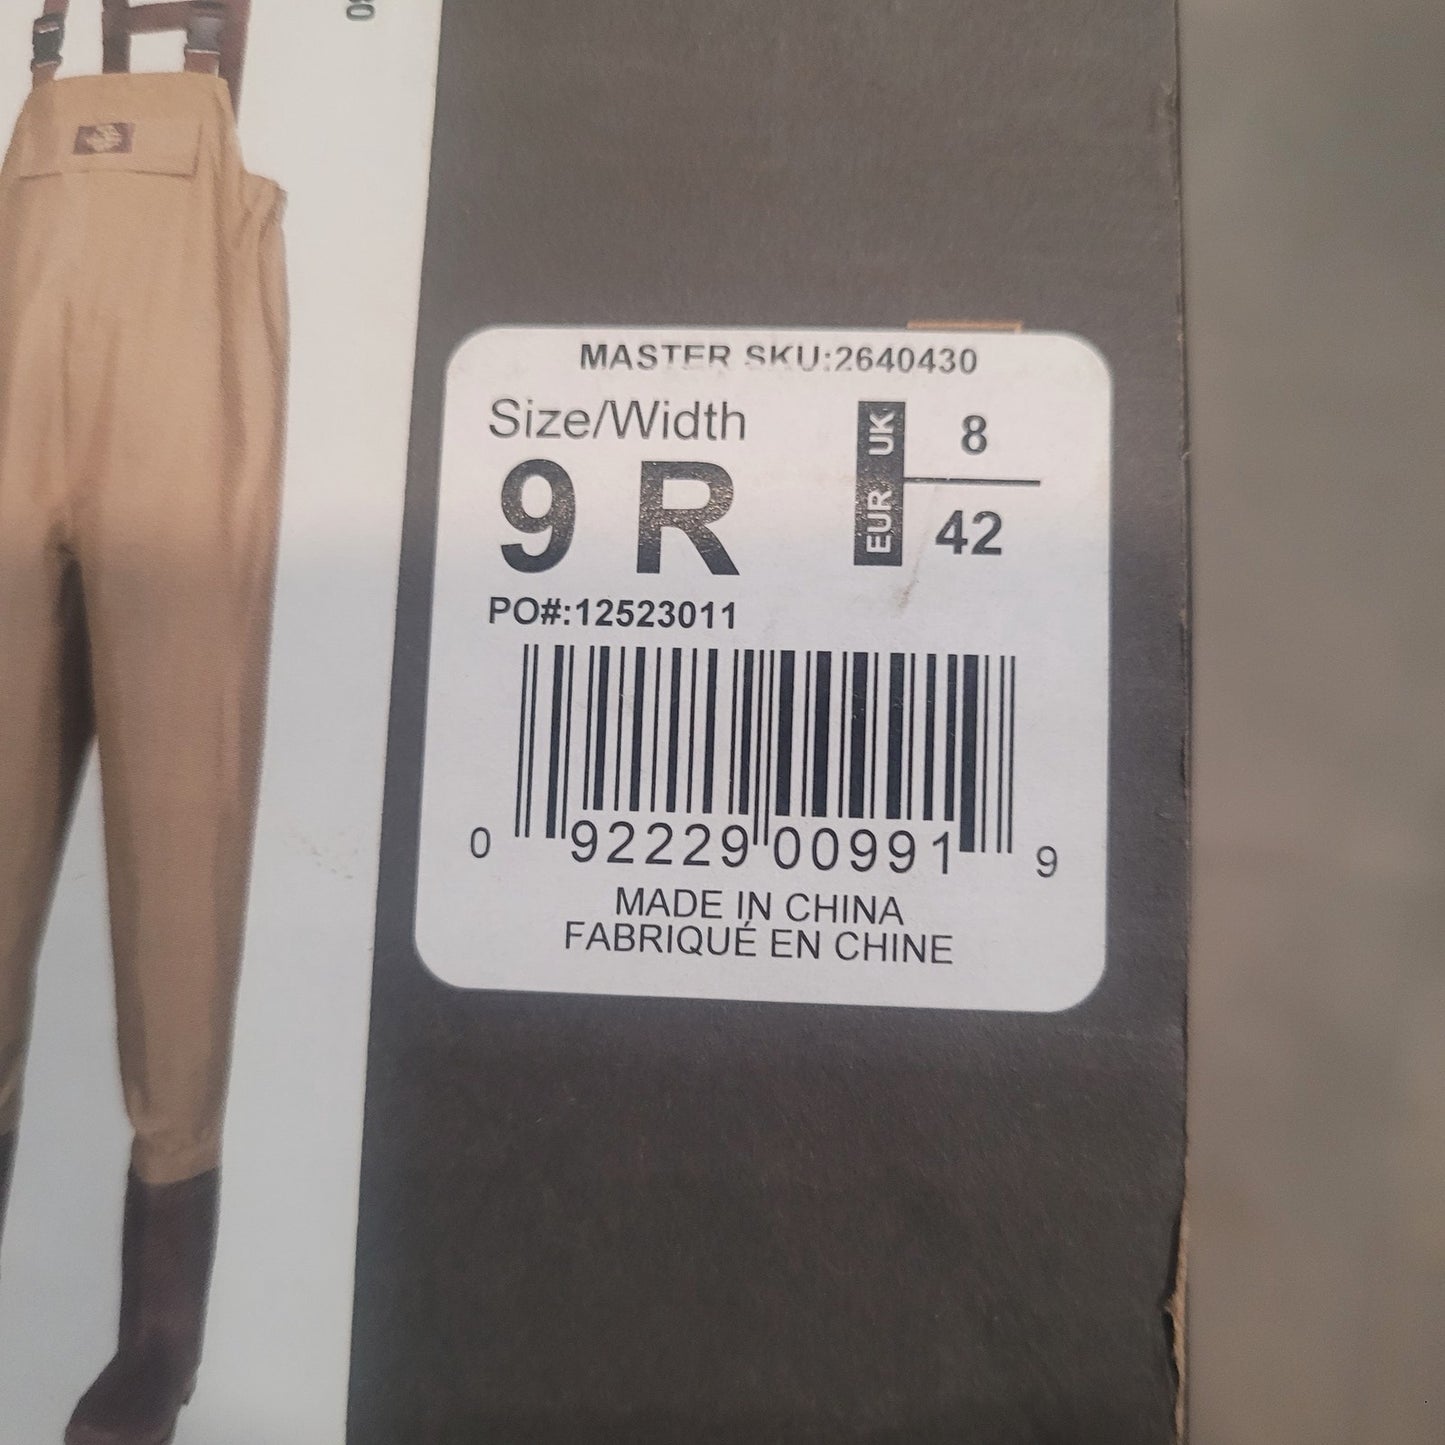 MASTER SKU:2640430
Size/Width
9 R
UK 8
EUR 42
PO#:12523011
0 92229 00991 9
MADE IN CHINA
FABRIQUÉ EN CHINE